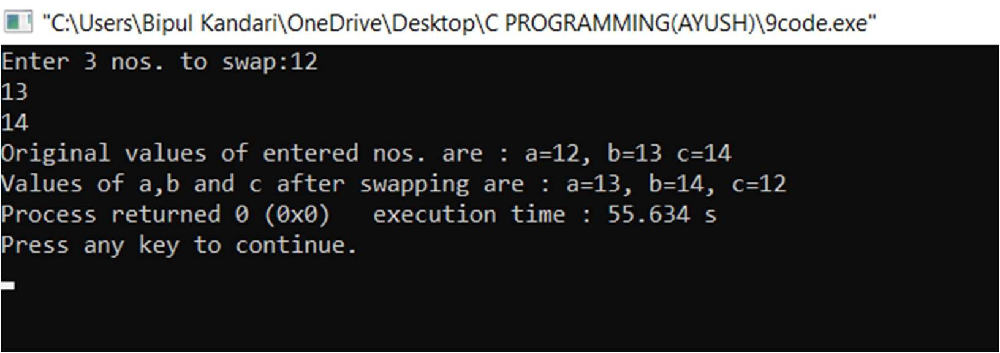 "C:\Users\Bipul Kandari\OneDrive\Desktop\C PROGRAMMING(AYUSH)\9code.exe"
Enter 3 nos. to swap:12
13
14
Original values of entered nos. are : a=12, b=13 c=14
Values of a,b and c after swapping are : a=13, b=14, c=12
Process returned 0 (0x0)   execution time : 55.634 s
Press any key to continue.